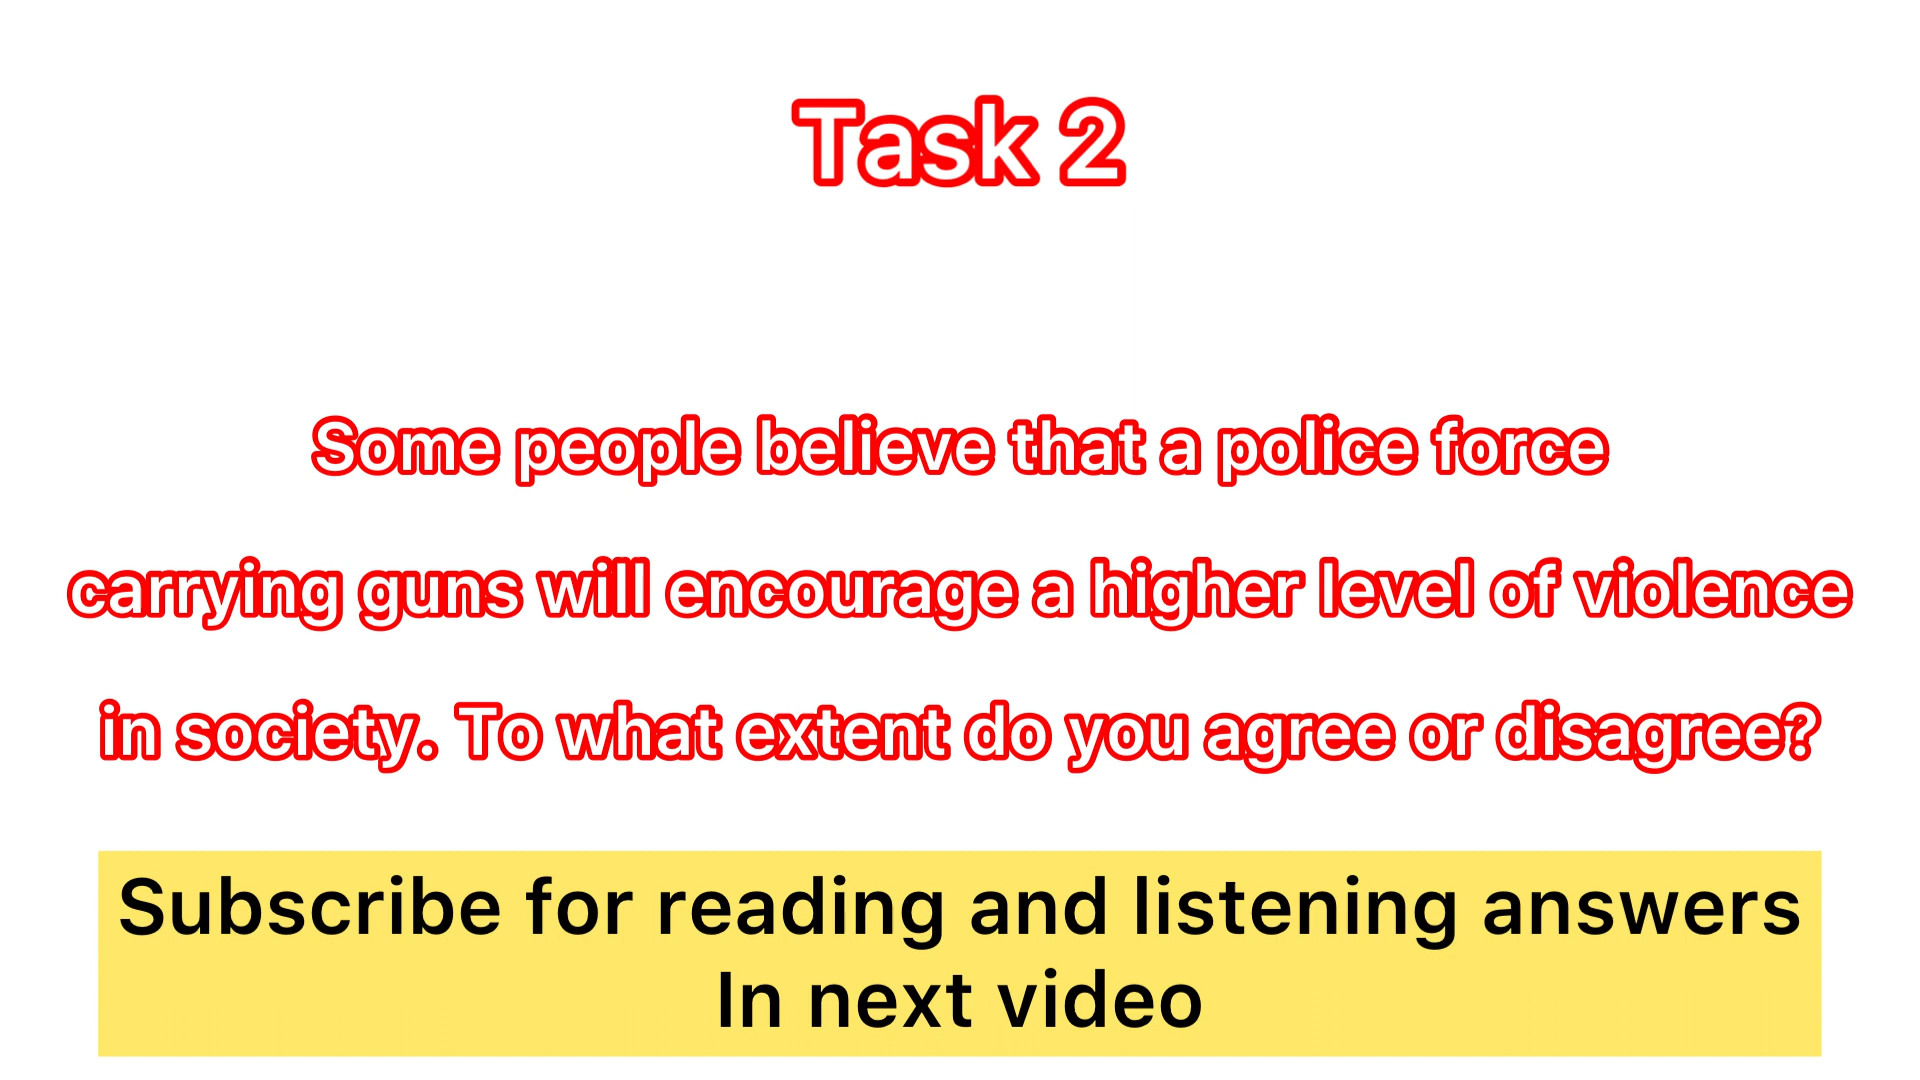 Task 2
Some people believe that a police force
carrying guns will encourage a higher level of violence
in society. To what extent do you agree or disagree?
Subscribe for reading and listening answers
In next video